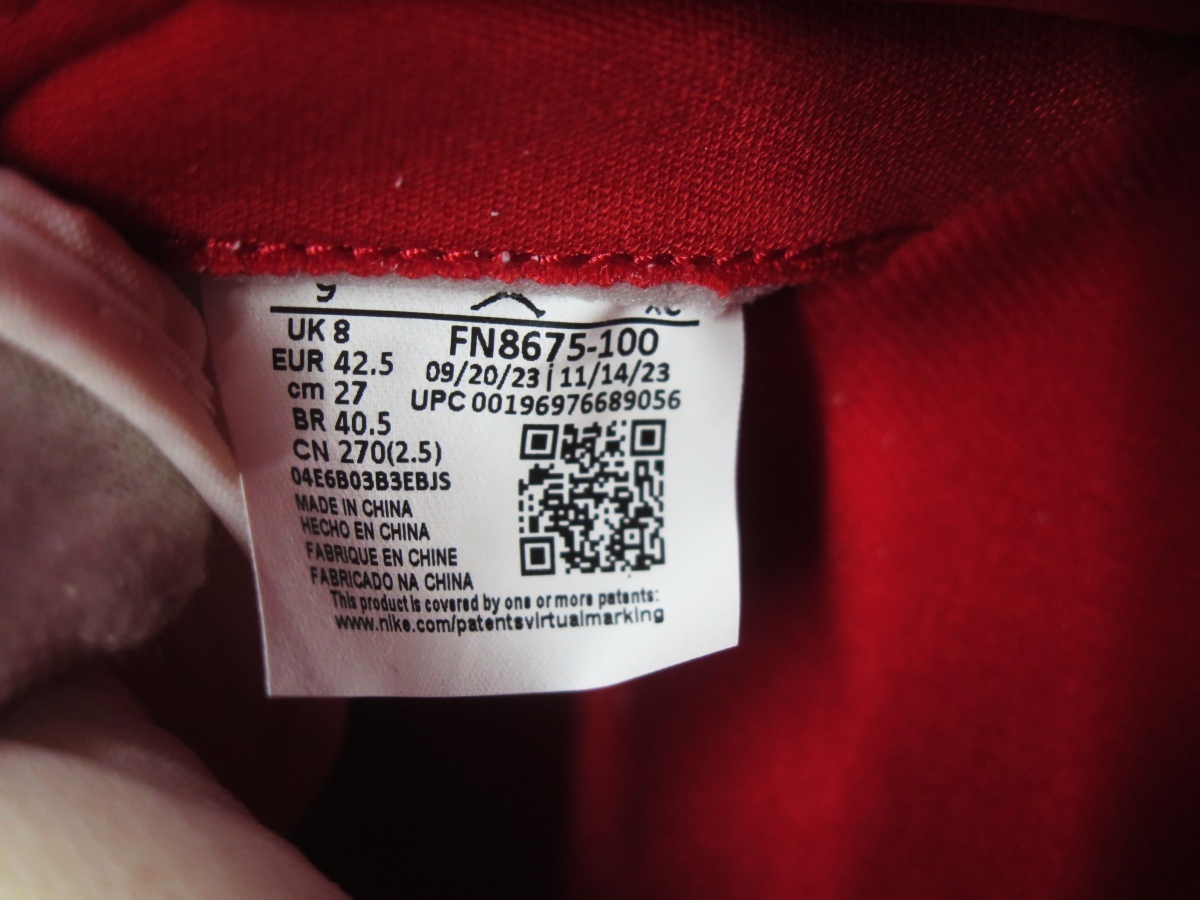 9
UK 8
EUR 42.5
cm 27
BR 40.5
CN 270(2.5)
04E6B03B3EBJS
MADE IN CHINA
HECHO EN CHINA
FABRIQUE EN CHINE
FABRICADO NA CHINA
FN8675-100
09/20/23 | 11/14/23
UPC 00196976689056
This product is covered by one or more patents:
www.nike.com/patentsvirtualmarking